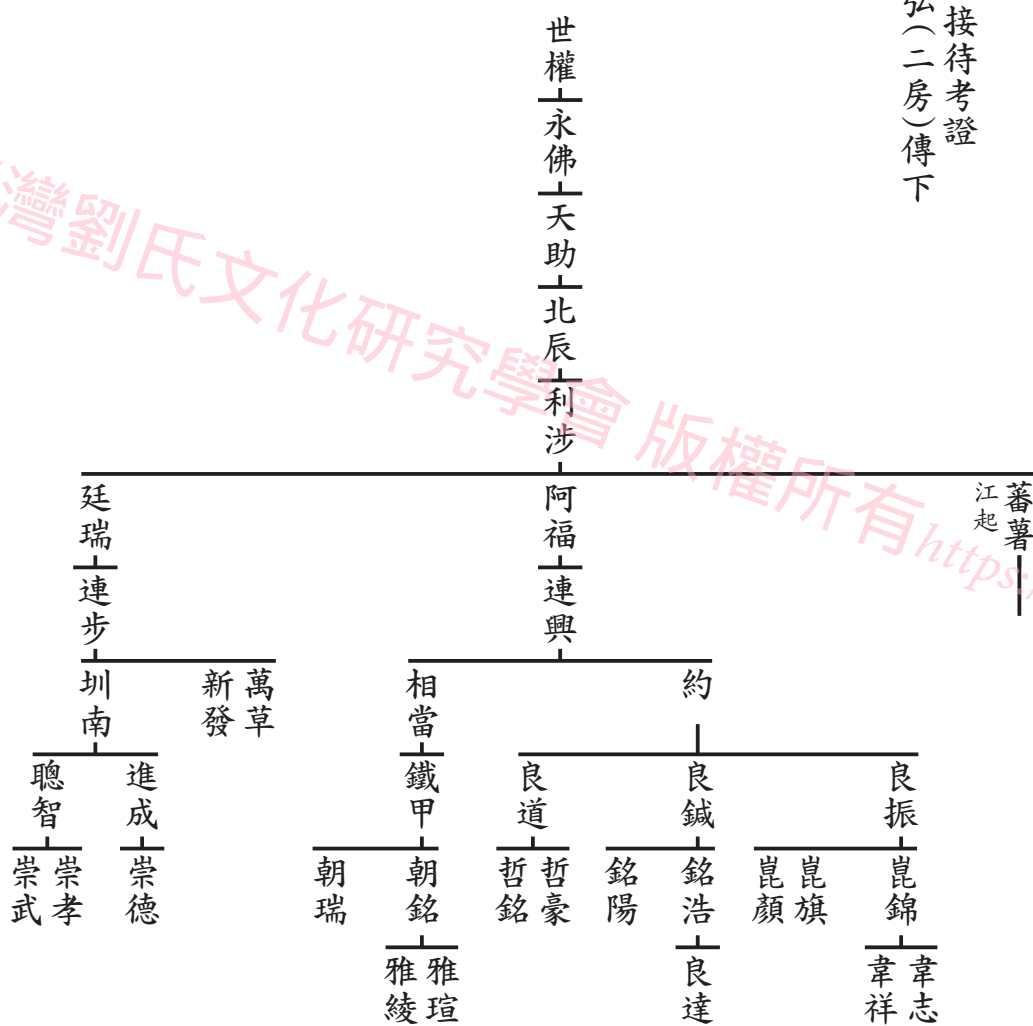 接待考證
弘(二房)傳下
世權
永佛
天助
北辰
利涉
蕃薯
江起
阿福
廷瑞
連興
連步
約
相當
萬草
新發
圳南
良振
良鍼
良道
鐵甲
進成
聰智
崑錦
崑旗
崑顏
銘浩
銘陽
哲豪
哲銘
朝銘
朝瑞
崇德
崇孝
崇武
韋志
韋祥
良達
雅瑄
雅綾
灣劉氏文化研究學會 版權所有https:/